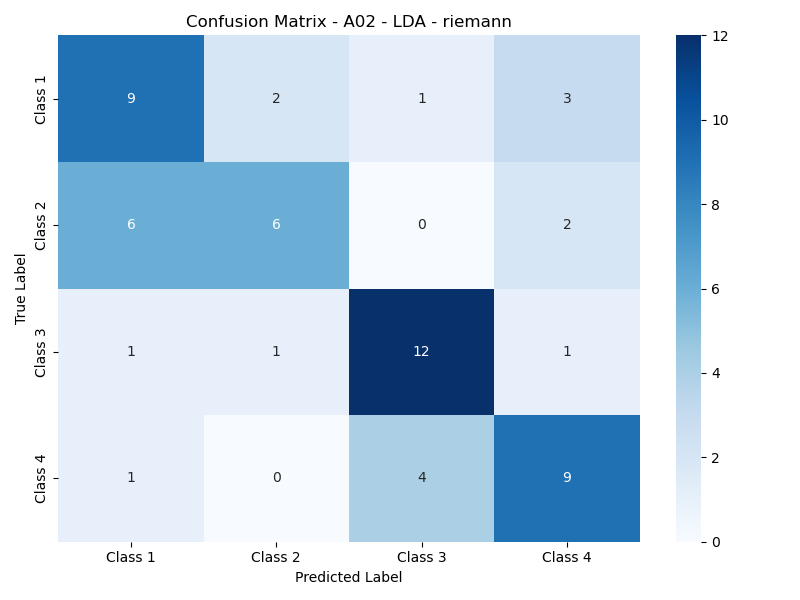 Confusion Matrix - A02 - LDA - riemann
True Label
Class 1
9 2 1 3
Class 2
6 6 0 2
Class 3
1 1 12 1
Class 4
1 0 4 9
Class 1 Class 2 Class 3 Class 4
Predicted Label
12
10
8
6
4
2
0